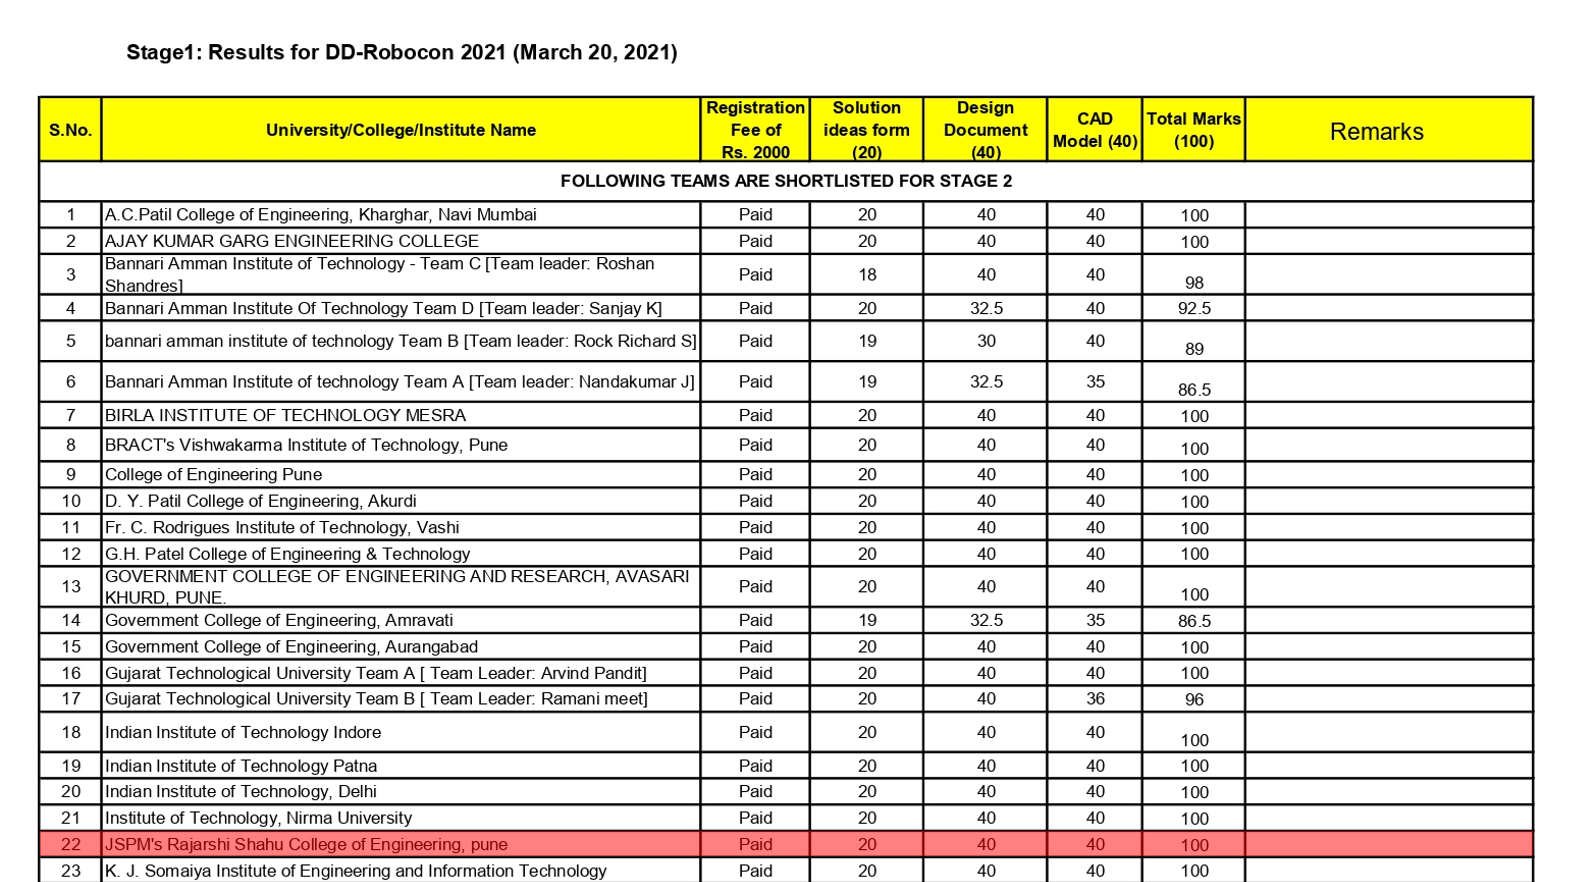 Stage1: Results for DD-Robocon 2021 (March 20, 2021)
S.No. University/College/Institute Name Registration Fee of Rs. 2000 Solution ideas form (20) Design Document (40) CAD Model (40) Total Marks (100) Remarks
FOLLOWING TEAMS ARE SHORTLISTED FOR STAGE 2
1 A.C.Patil College of Engineering, Kharghar, Navi Mumbai Paid 20 40 40 100
2 AJAY KUMAR GARG ENGINEERING COLLEGE Paid 20 40 40 100
3 Bannari Amman Institute of Technology - Team C [Team leader: Roshan Shandres] Paid 18 40 40 98
4 Bannari Amman Institute Of Technology Team D [Team leader: Sanjay K] Paid 20 32.5 40 92.5
5 bannari amman institute of technology Team B [Team leader: Rock Richard S] Paid 19 30 40 89
6 Bannari Amman Institute of technology Team A [Team leader: Nandakumar J] Paid 19 32.5 35 86.5
7 BIRLA INSTITUTE OF TECHNOLOGY MESRA Paid 20 40 40 100
8 BRACT's Vishwakarma Institute of Technology, Pune Paid 20 40 40 100
9 College of Engineering Pune Paid 20 40 40 100
10 D. Y. Patil College of Engineering, Akurdi Paid 20 40 40 100
11 Fr. C. Rodrigues Institute of Technology, Vashi Paid 20 40 40 100
12 G.H. Patel College of Engineering & Technology Paid 20 40 40 100
13 GOVERNMENT COLLEGE OF ENGINEERING AND RESEARCH, AVASARI KHURD, PUNE. Paid 20 40 40 100
14 Government College of Engineering, Amravati Paid 19 32.5 35 86.5
15 Government College of Engineering, Aurangabad Paid 20 40 40 100
16 Gujarat Technological University Team A [ Team Leader: Arvind Pandit] Paid 20 40 40 100
17 Gujarat Technological University Team B [ Team Leader: Ramani meet] Paid 20 40 36 96
18 Indian Institute of Technology Indore Paid 20 40 40 100
19 Indian Institute of Technology Patna Paid 20 40 40 100
20 Indian Institute of Technology, Delhi Paid 20 40 40 100
21 Institute of Technology, Nirma University Paid 20 40 40 100
22 JSPM's Rajarshi Shahu College of Engineering, pune Paid 20 40 40 100
23 K. J. Somaiya Institute of Engineering and Information Technology Paid 20 40 40 100